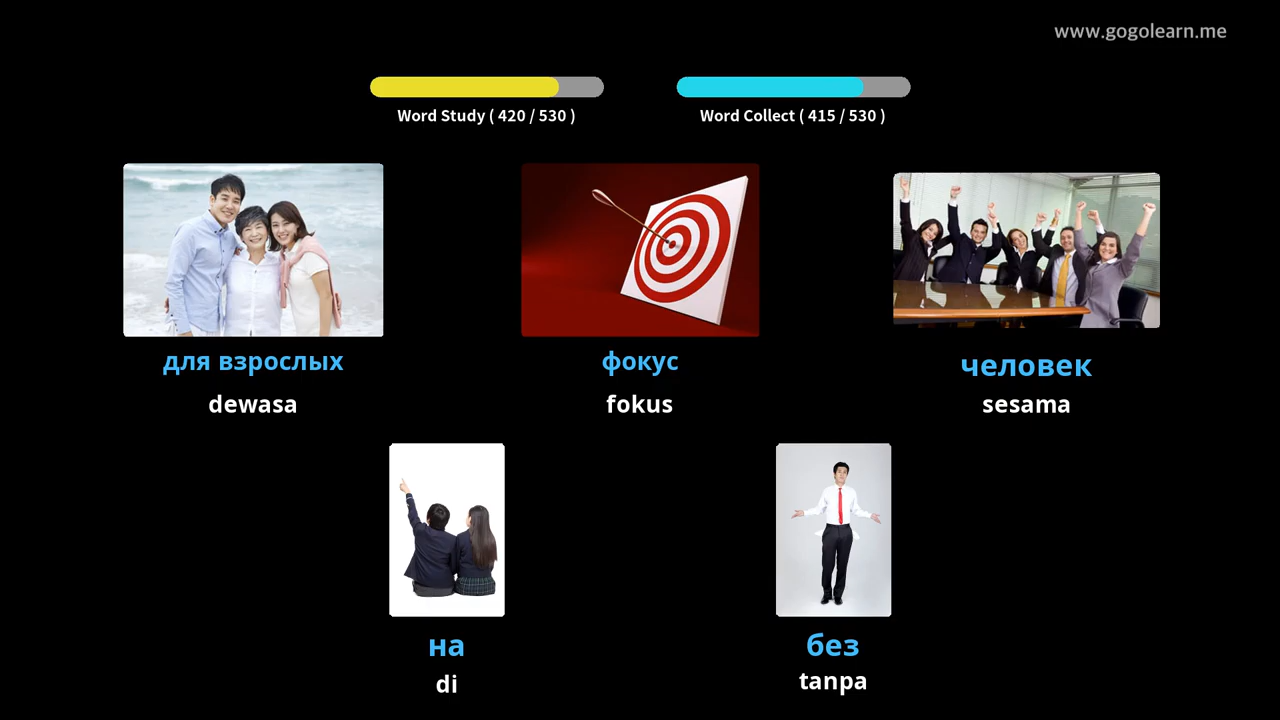 www.gogolearn.me
Word Study ( 420 / 530 )
Word Collect ( 415 / 530 )
для взрослых
dewasa
фокус
fokus
человек
sesama
на
di
без
tanpa